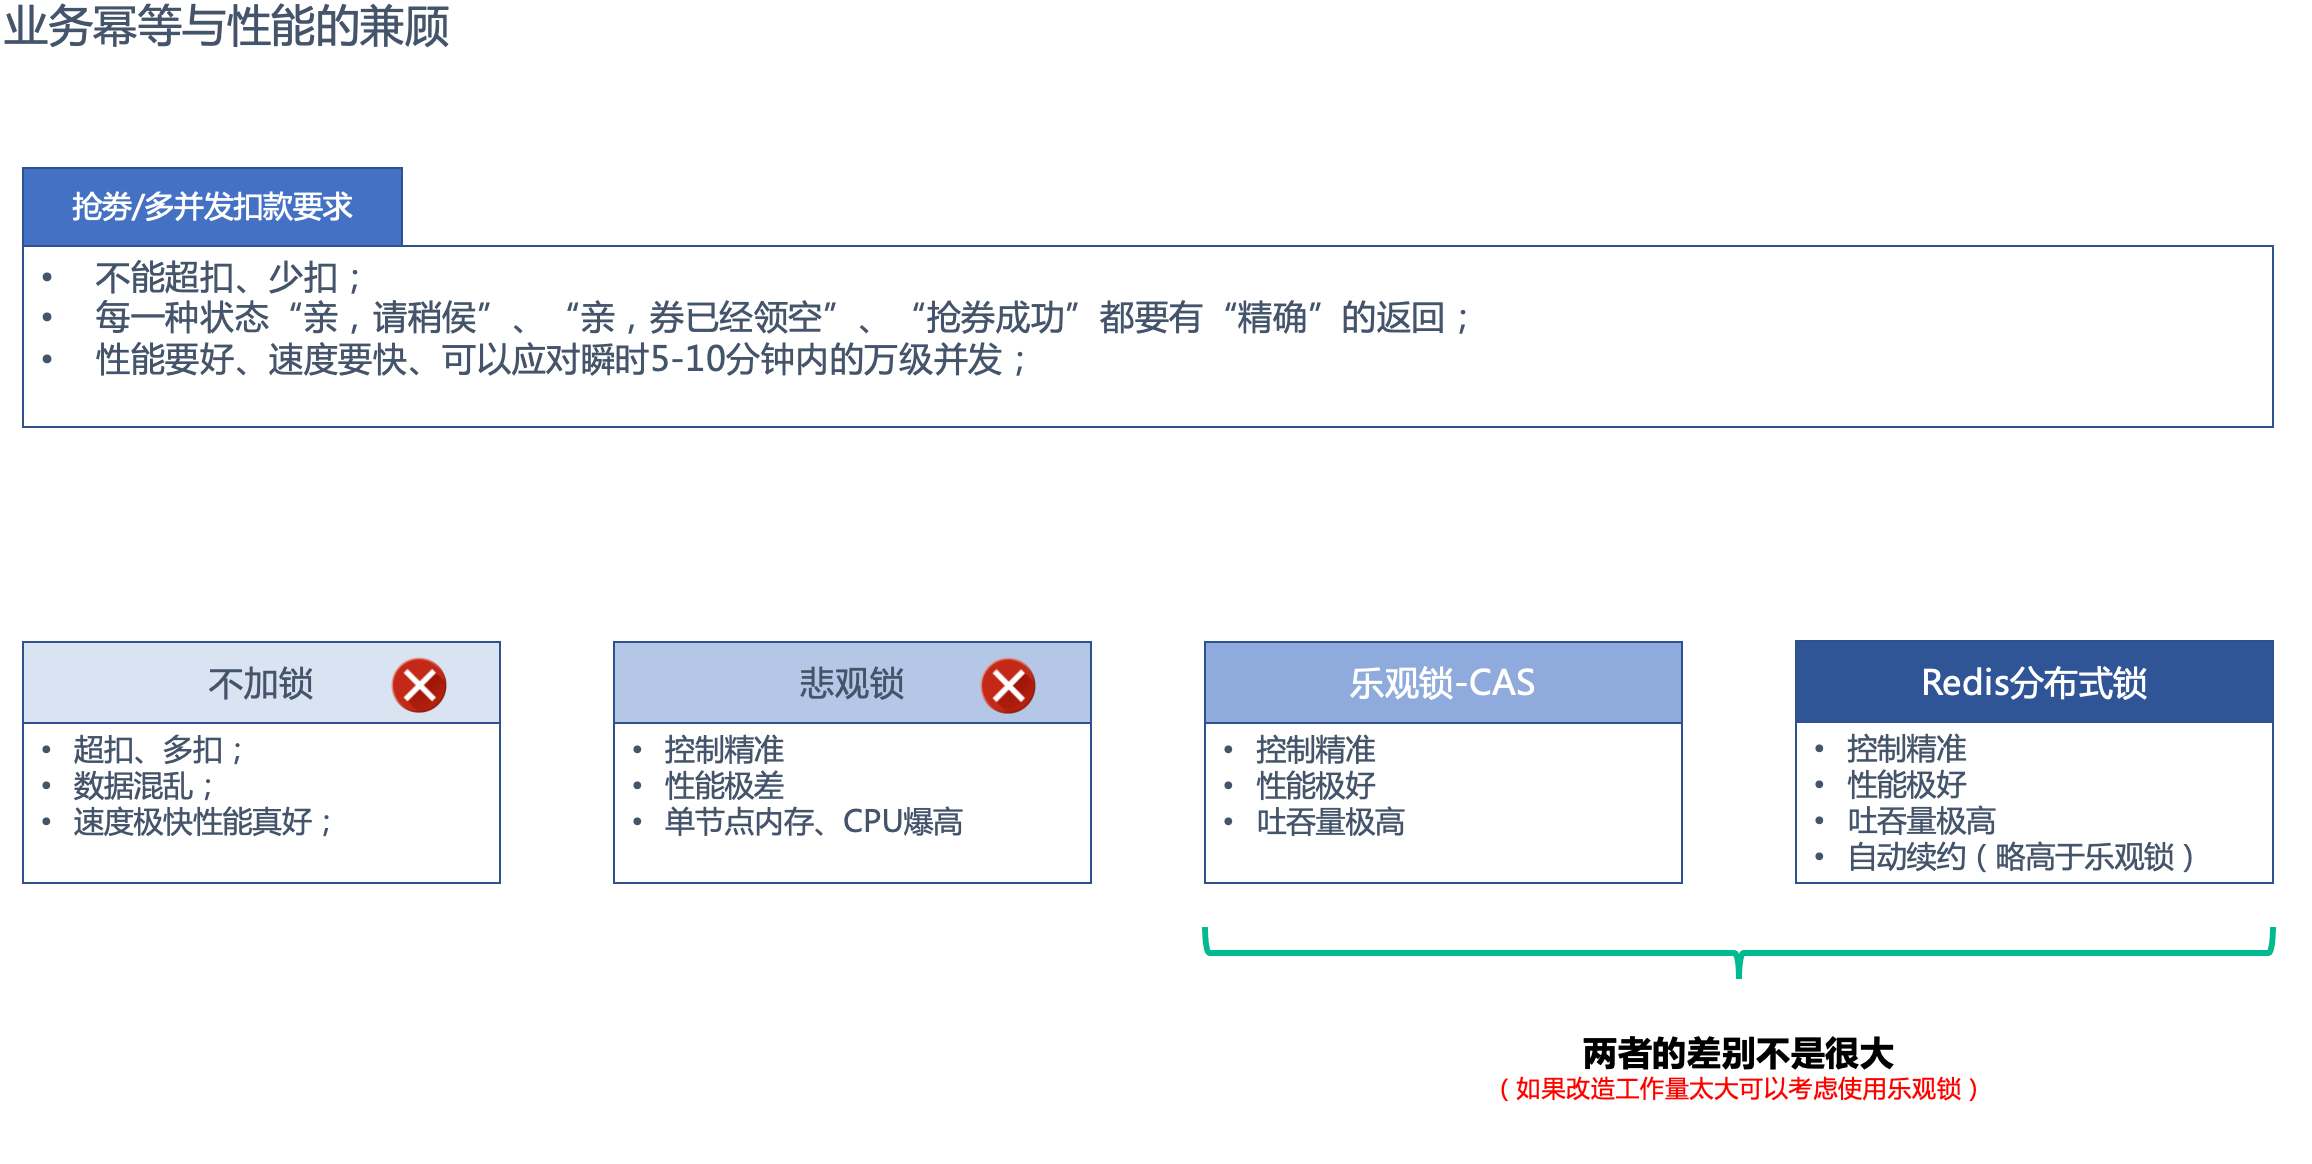 业务幂等与性能的兼顾
抢券/多并发扣款要求
• 不能超扣、少扣；
• 每一种状态“亲，请稍侯”、“亲，券已经领空”、“抢券成功”都要有“精确”的返回；
• 性能要好、速度要快、可以应对瞬时5-10分钟内的万级并发；
不加锁
• 超扣、多扣；
• 数据混乱；
• 速度极快性能真好；
悲观锁
• 控制精准
• 性能极差
• 单节点内存、CPU爆高
乐观锁-CAS
• 控制精准
• 性能极好
• 吐吞量极高
Redis分布式锁
• 控制精准
• 性能极好
• 吐吞量极高
• 自动续约（略高于乐观锁）
两者的差别不是很大
（如果改造工作量太大可以考虑使用乐观锁）